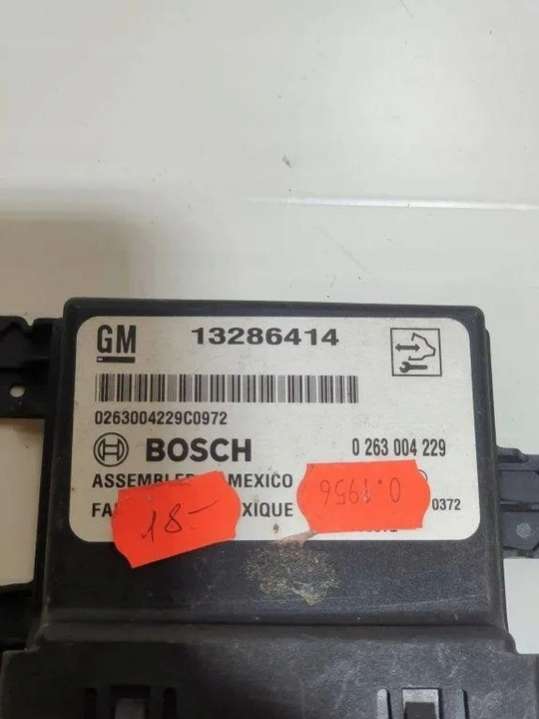 GM 13286414
0263004229C0972
BOSCH 0 263 004 229
ASSEMBLED MEXICO
FA XIQUE 0372
18.-
0.1956